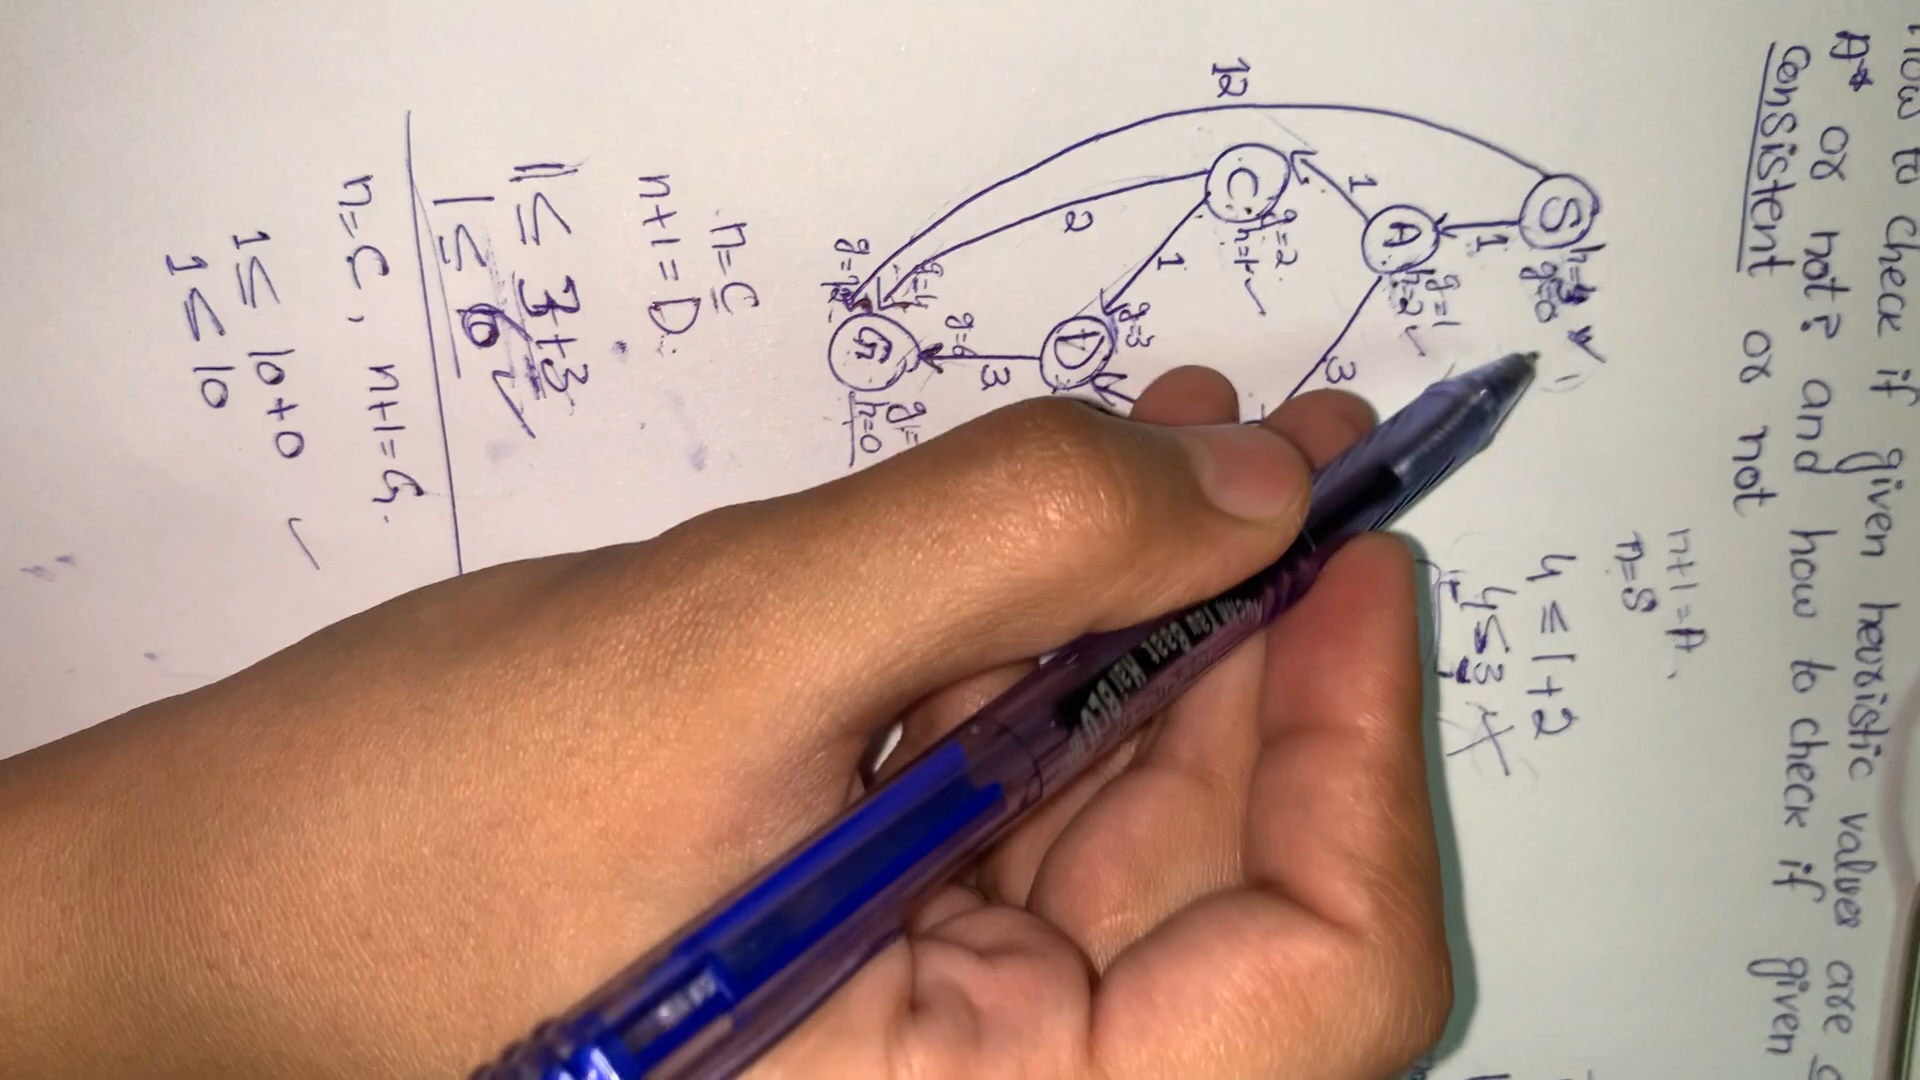 to check if given heuristic values are
A* or not? and how to check if given
consistent or not
n+1=A.
n=S
4 ≤ 1+2
4 ≤ 3
S
g=0
1
A
g=1
h=2
12
1
3
C
g=2
h=1
2
1
D
g=3
3
g=6
g=4
G
h=0
n=C
n+1=D.
1 ≤ 3+3
1 ≤ 6
n=C, n+1=G.
1 ≤ 10+0
1 ≤ 10